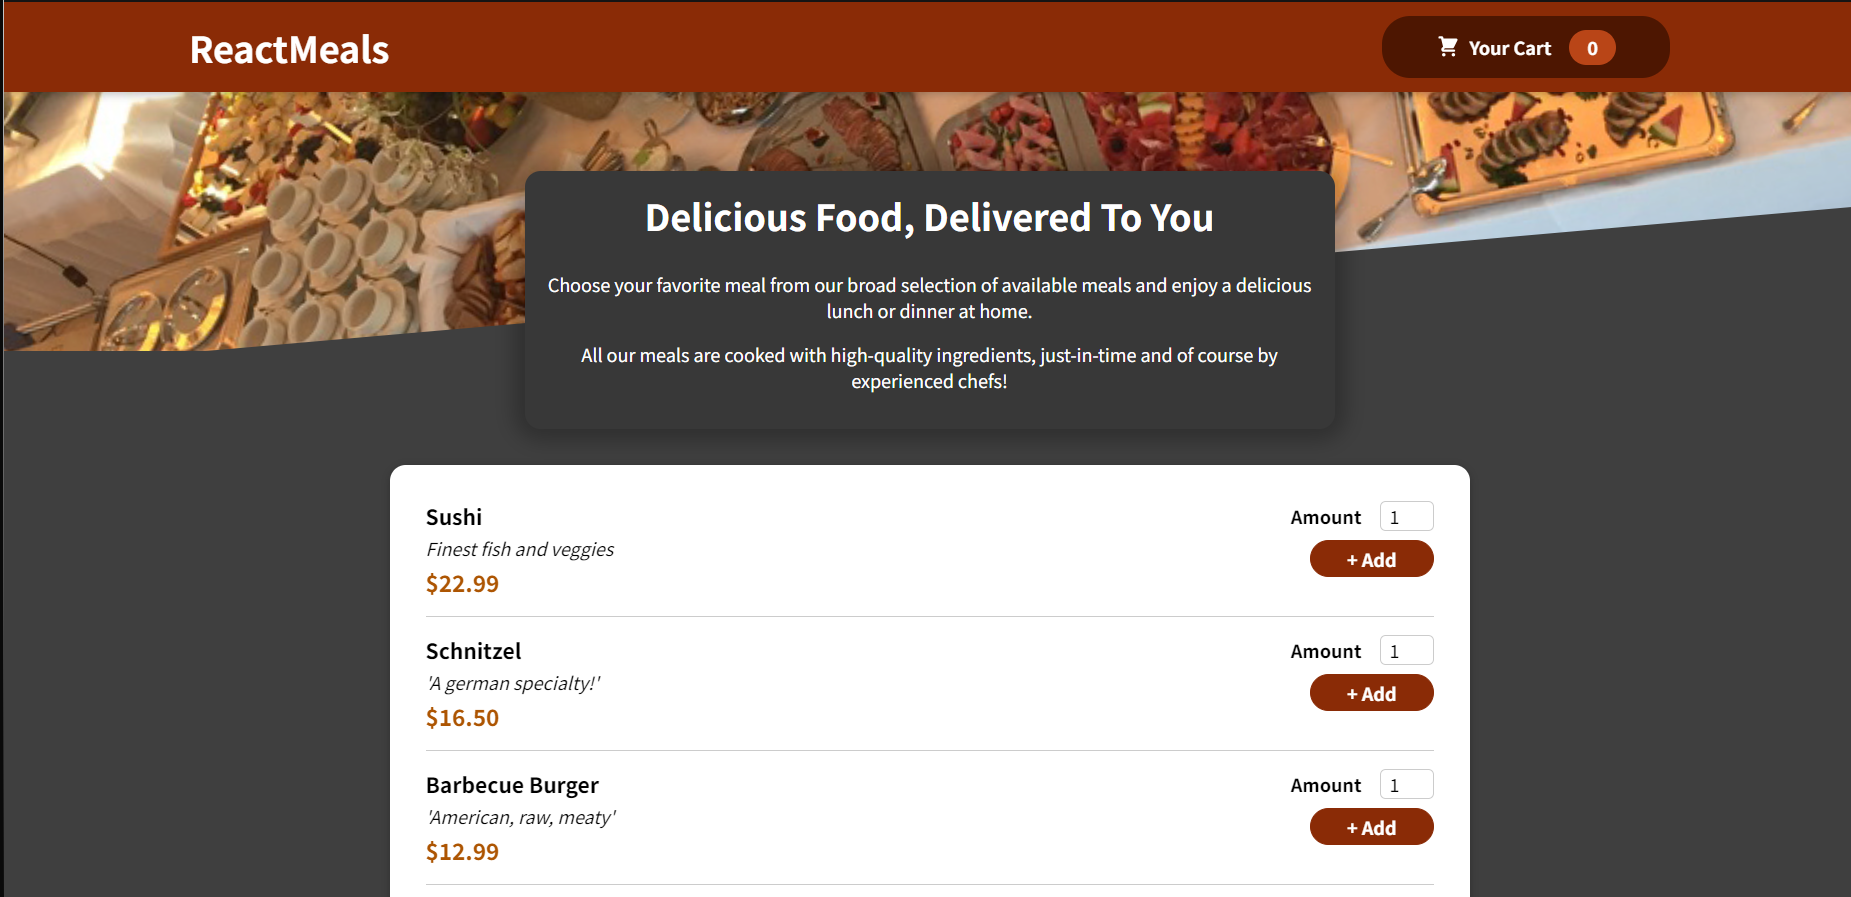 ReactMeals
Your Cart 0
Delicious Food, Delivered To You
Choose your favorite meal from our broad selection of available meals and enjoy a delicious
lunch or dinner at home.
All our meals are cooked with high-quality ingredients, just-in-time and of course by
experienced chefs!
Sushi
Finest fish and veggies
$22.99
Amount 1
+ Add
Schnitzel
'A german specialty!'
$16.50
Amount 1
+ Add
Barbecue Burger
'American, raw, meaty'
$12.99
Amount 1
+ Add